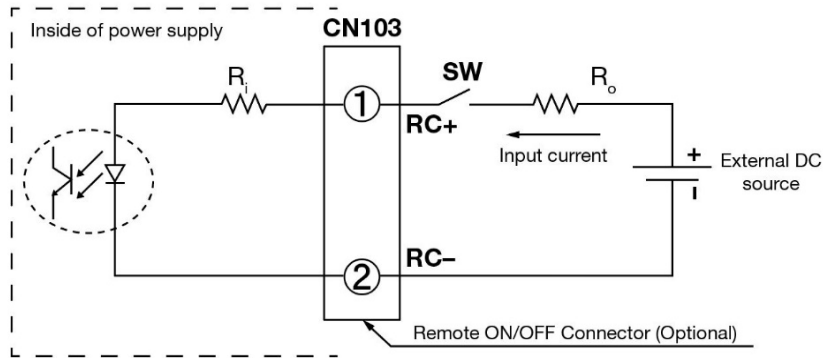 Inside of power supply
CN103
Ri
①
SW
Ro
RC+
Input current
+
External DC
source
−
②
RC−
Remote ON/OFF Connector (Optional)